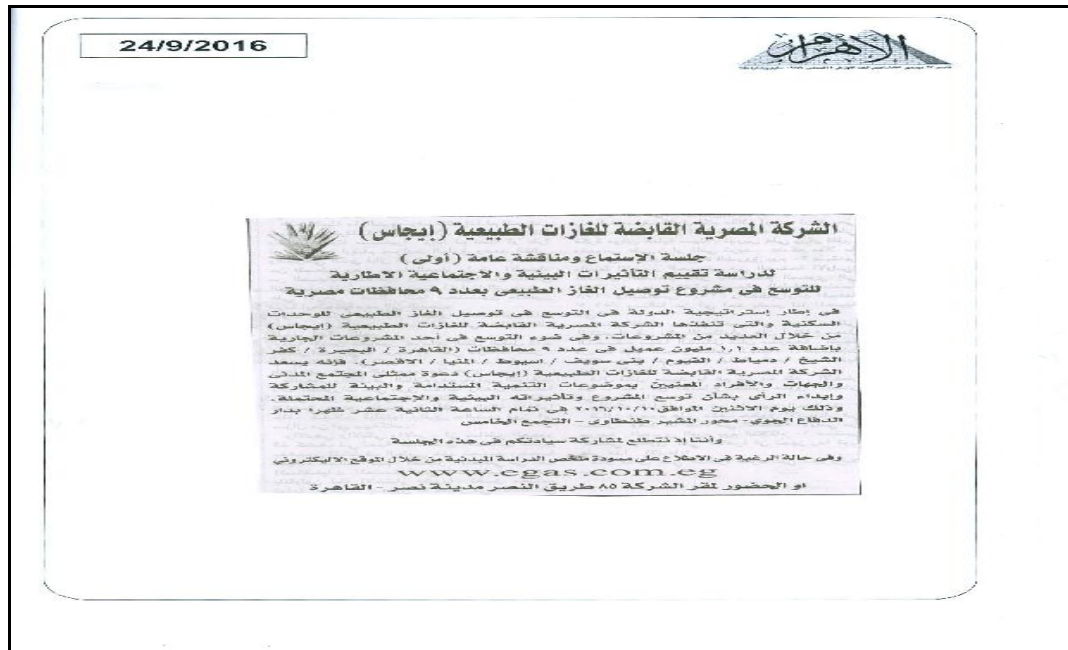 24/9/2016
الأهرام
الشركة المصرية القابضة للغازات الطبيعية (إيجاس)
جلسة الإستماع ومناقشة عامة (أولى)
لدراسة تقييم التأثيرات البيئية والاجتماعية الاطارية
للتوسع فى مشروع توصيل الغاز الطبيعى بعدد ٩ محافظات مصرية
فى إطار إستراتيجية الدولة فى التوسع فى توصيل الغاز الطبيعى للوحدات
السكنية والتى تنفذها الشركة المصرية القابضة للغازات الطبيعية (إيجاس)
من خلال العديد من المشروعات، وفى ضوء التوسع فى أحد المشروعات الجارية
بإضافة عدد ١,١ مليون عميل فى عدد ٩ محافظات (القاهرة / البحيرة / كفر
الشيخ / دمياط / الفيوم / بنى سويف / اسيوط / المنيا / الاقصر). فإنه يسعد
الشركة المصرية القابضة للغازات الطبيعية (إيجاس) دعوة ممثلى المجتمع المدنى
والجهات والأفراد المعنيين بموضوعات التنمية المستدامة والبيئة للمشاركة
وإبداء الرأى بشأن توسع المشروع وتأثيراته البيئية والاجتماعية المحتملة.
وذلك يوم الاثنين الموافق ٢٠١٦/١٠/١٠ فى تمام الساعة الثانية عشر ظهرا بدار
الدفاع الجوى - محور المشير طنطاوى - التجمع الخامس
وأننا إذ نتطلع لمشاركة سيادتكم فى هذه الجلسة
وفى حالة الرغبة فى الاطلاع على مسودة ملخص الدراسة المبدئية من خلال الموقع الاليكترونى
www.egas.com.eg
او الحضور لمقر الشركة ٨٥ طريق النصر مدينة نصر - القاهرة